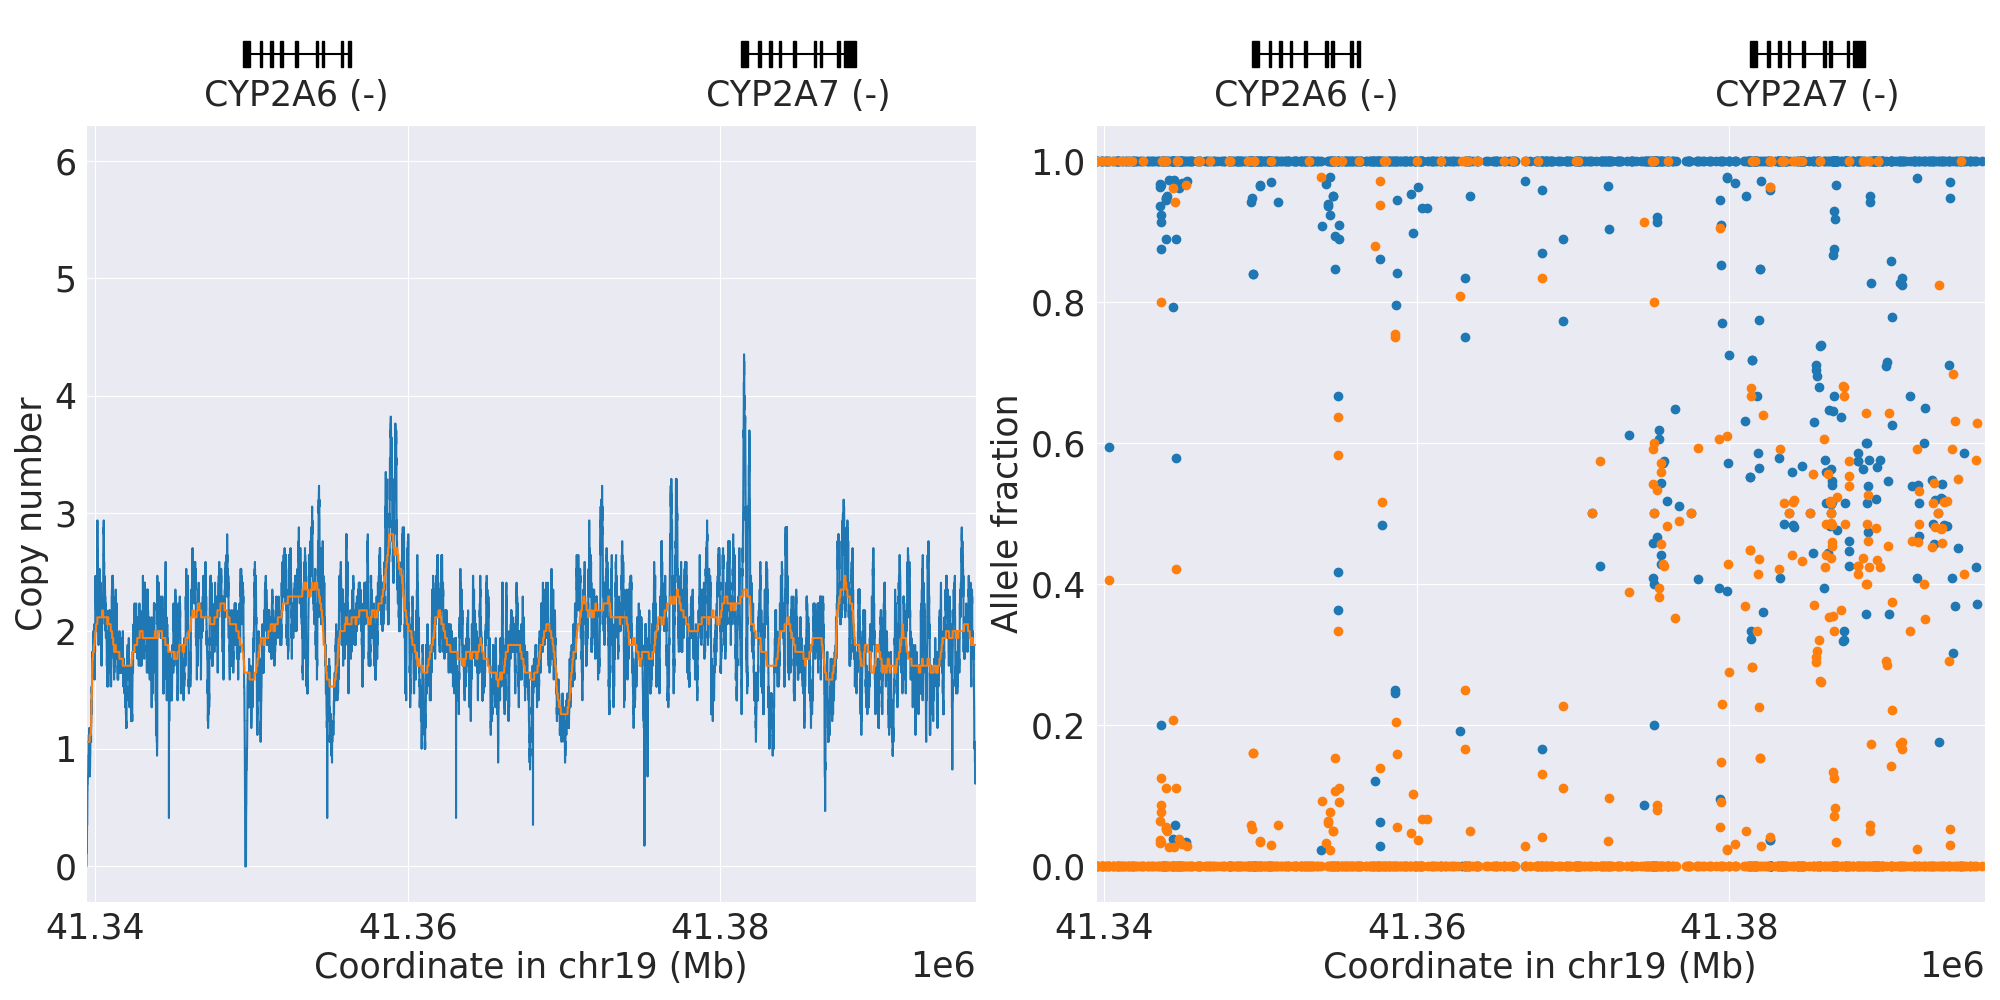 CYP2A6 (-)
CYP2A7 (-)
6
5
4
3
2
1
0
Copy number
41.34
41.36
41.38
Coordinate in chr19 (Mb)
1e6
CYP2A6 (-)
CYP2A7 (-)
1.0
0.8
0.6
0.4
0.2
0.0
Allele fraction
41.34
41.36
41.38
Coordinate in chr19 (Mb)
1e6